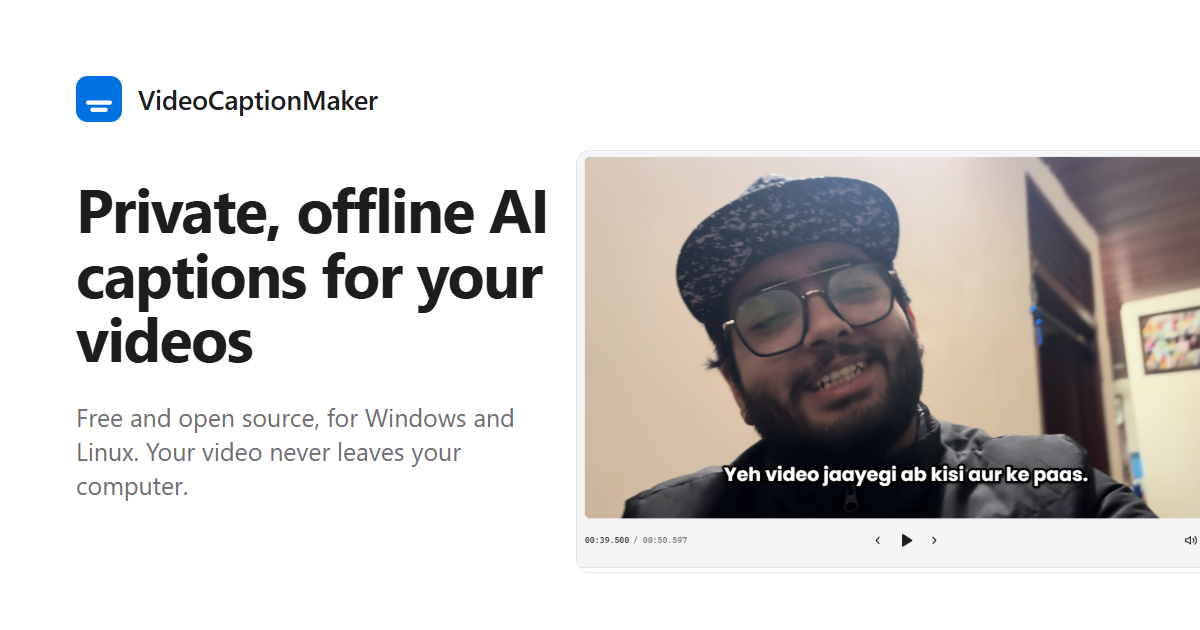 VideoCaptionMaker
Private, offline AI
captions for your
videos
Free and open source, for Windows and
Linux. Your video never leaves your
computer.
Yeh video jaayegi ab kisi aur ke paas.
00:39.500 / 00:50.597